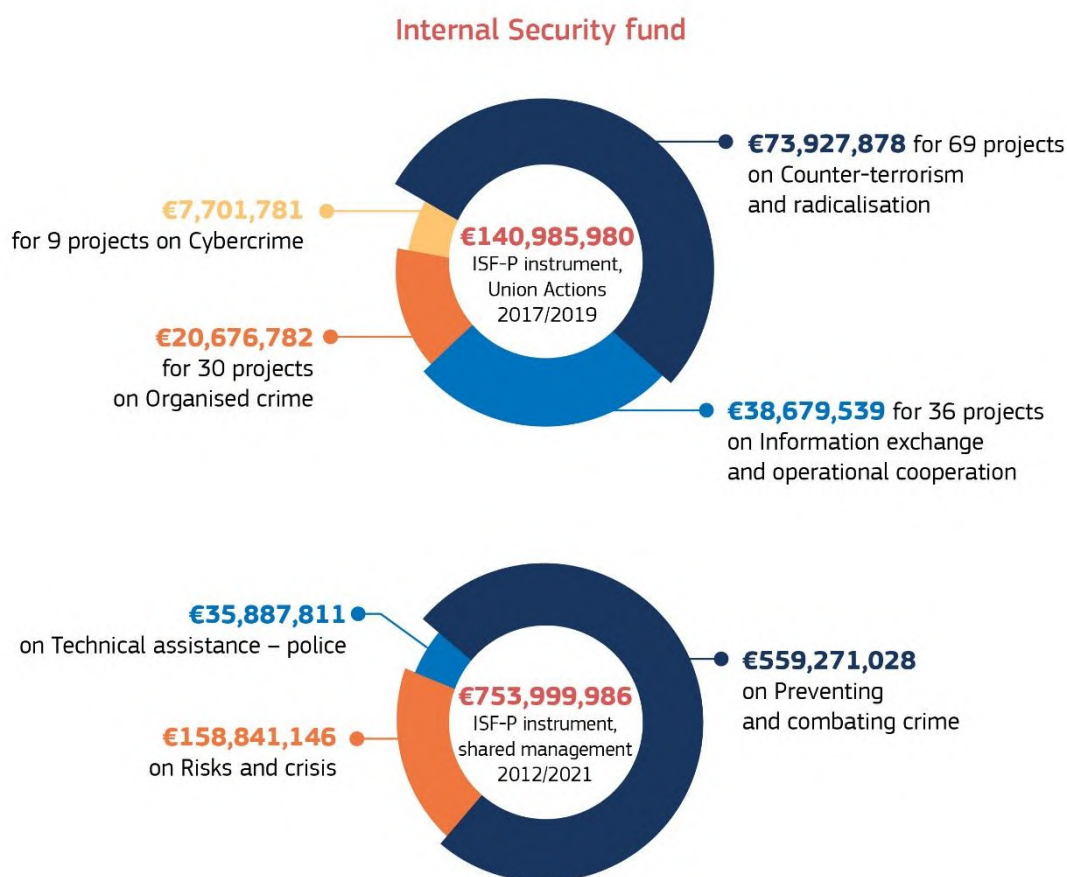 Internal Security fund
€73,927,878 for 69 projects
on Counter-terrorism
and radicalisation
€7,701,781
for 9 projects on Cybercrime
€140,985,980
ISF-P instrument,
Union Actions
2017/2019
€20,676,782
for 30 projects
on Organised crime
€38,679,539 for 36 projects
on Information exchange
and operational cooperation
€35,887,811
on Technical assistance – police
€559,271,028
on Preventing
and combating crime
€753,999,986
ISF-P instrument,
shared management
2012/2021
€158,841,146
on Risks and crisis